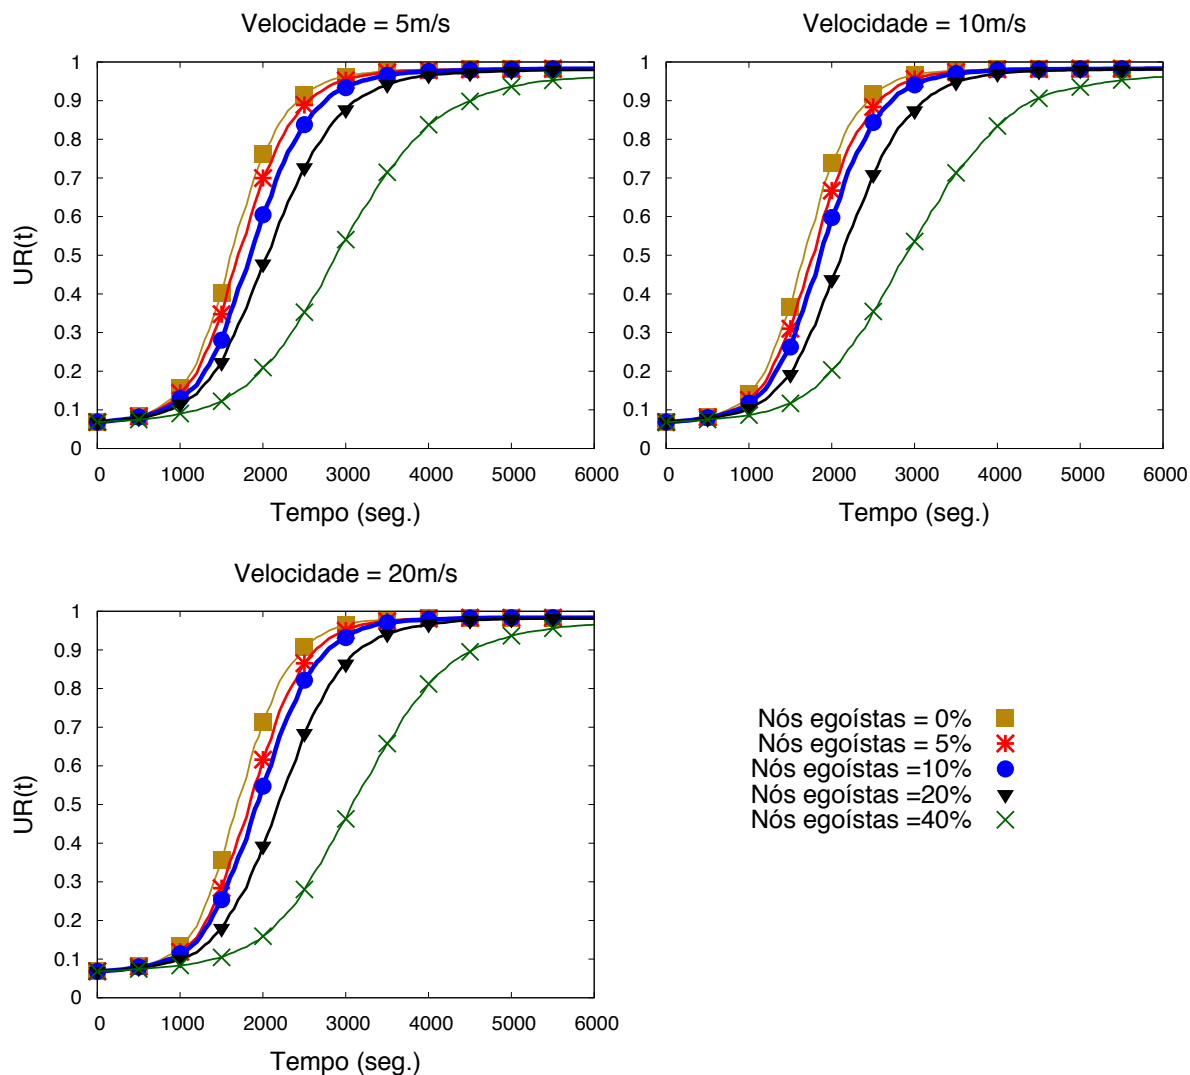 Velocidade = 5m/s
UR(t)
1
0.9
0.8
0.7
0.6
0.5
0.4
0.3
0.2
0.1
0
0 1000 2000 3000 4000 5000 6000
Tempo (seg.)
Velocidade = 10m/s
1
0.9
0.8
0.7
0.6
0.5
0.4
0.3
0.2
0.1
0
0 1000 2000 3000 4000 5000 6000
Tempo (seg.)
Velocidade = 20m/s
UR(t)
1
0.9
0.8
0.7
0.6
0.5
0.4
0.3
0.2
0.1
0
0 1000 2000 3000 4000 5000 6000
Tempo (seg.)
Nós egoístas = 0%
Nós egoístas = 5%
Nós egoístas =10%
Nós egoístas =20%
Nós egoístas =40%